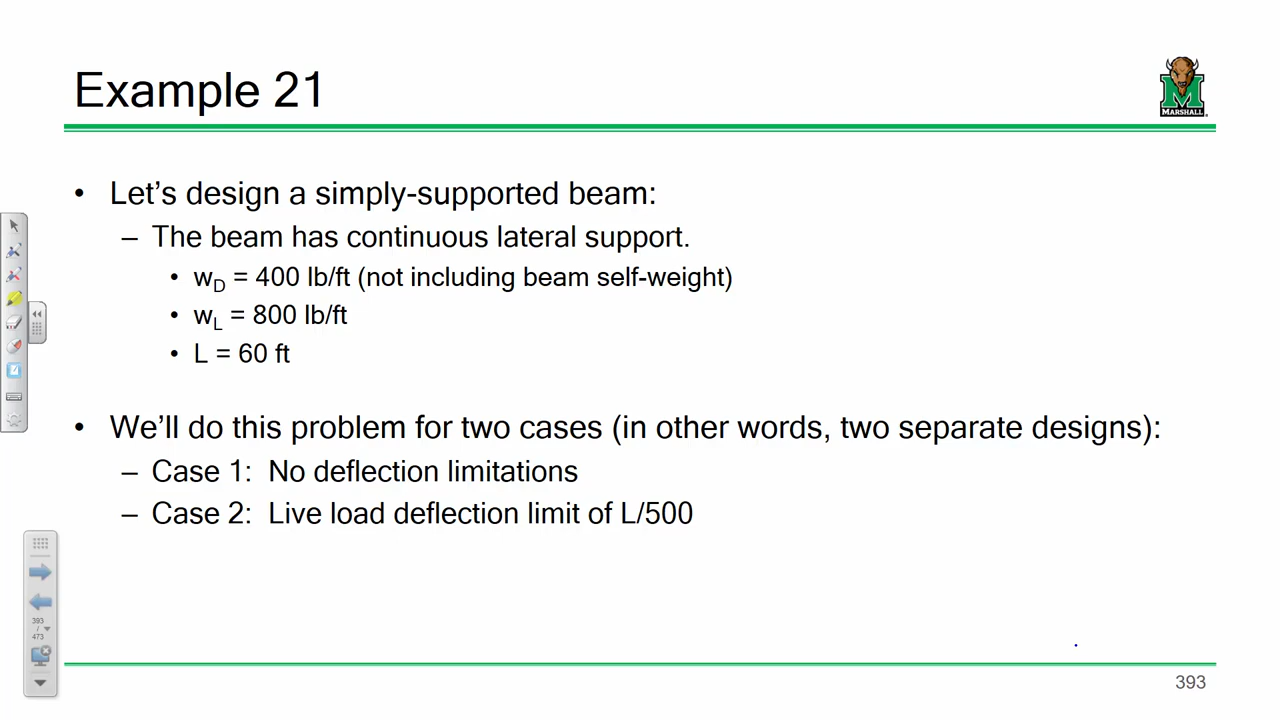 Example 21
MARSHALL
• Let's design a simply-supported beam:
– The beam has continuous lateral support.
• wD = 400 lb/ft (not including beam self-weight)
• wL = 800 lb/ft
• L = 60 ft
• We'll do this problem for two cases (in other words, two separate designs):
– Case 1: No deflection limitations
– Case 2: Live load deflection limit of L/500
393
/
473
393